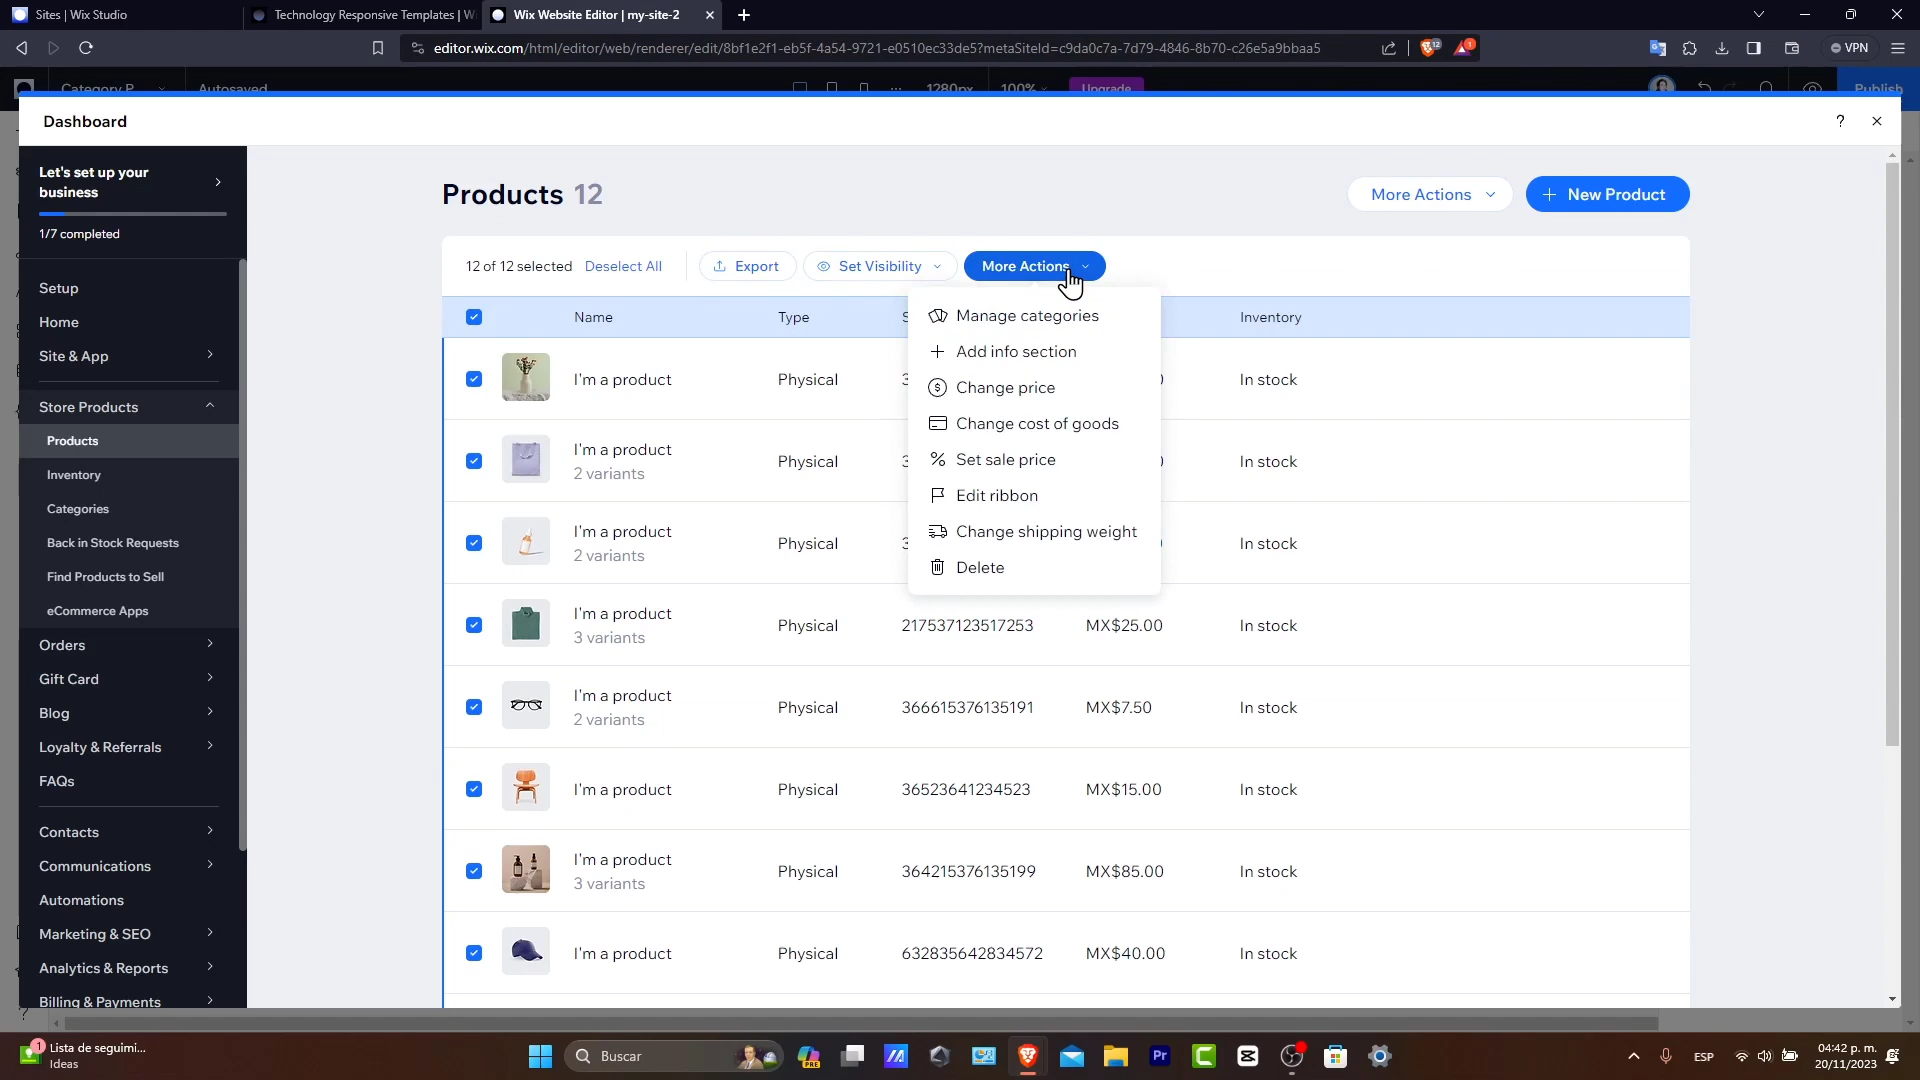 Sites | Wix Studio
Technology Responsive Templates | W
Wix Website Editor | my-site-2
editor.wix.com/html/editor/web/renderer/edit/8bf1e2f1-eb5f-4a54-9721-e0510ec33de5?metaSiteId=c9da0c7a-7d79-4846-8b70-c26e5a9bbaa5
12
1
VPN
Category P
Autosaved
1280px
100%
Upgrade
Publish
Dashboard
?
Let's set up your
business
1/7 completed
Setup
Home
Site & App
Store Products
Products
Inventory
Categories
Back in Stock Requests
Find Products to Sell
eCommerce Apps
Orders
Gift Card
Blog
Loyalty & Referrals
FAQs
Contacts
Communications
Automations
Marketing & SEO
Analytics & Reports
Billing & Payments
Products 12
More Actions
+ New Product
12 of 12 selected
Deselect All
Export
Set Visibility
More Actions
Name
Type
Inventory
Manage categories
Add info section
Change price
Change cost of goods
Set sale price
Edit ribbon
Change shipping weight
Delete
I'm a product
Physical
In stock
I'm a product
2 variants
Physical
In stock
I'm a product
2 variants
Physical
In stock
I'm a product
3 variants
Physical
217537123517253
MX$25.00
In stock
I'm a product
2 variants
Physical
366615376135191
MX$7.50
In stock
I'm a product
Physical
36523641234523
MX$15.00
In stock
I'm a product
3 variants
Physical
364215376135199
MX$85.00
In stock
I'm a product
Physical
632835642834572
MX$40.00
In stock
1
Lista de seguimi...
Ideas
Buscar
PRE
Pr
ESP
04:42 p. m.
20/11/2023